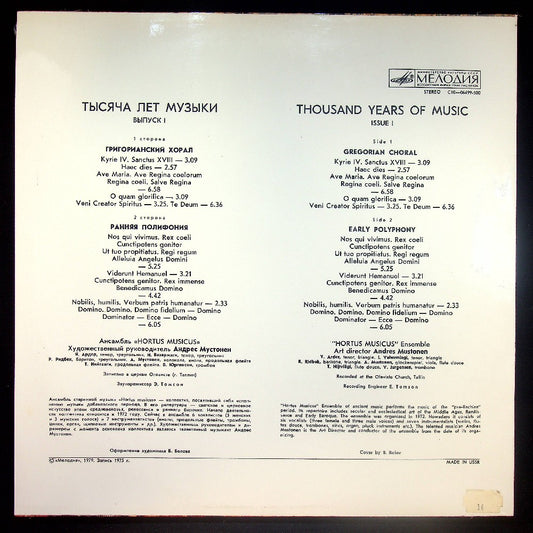 МЕЛОДИЯ
STEREO С10—06499-500
ТЫСЯЧА ЛЕТ МУЗЫКИ
ВЫПУСК I
1 сторона
ГРИГОРИАНСКИЙ ХОРАЛ
Kyrie IV. Sanctus XVIII — 3.09
Haec dies — 2.57
Ave Maria. Ave Regina coelorum
Regina coeli. Salve Regina
— 6.58
O quam glorifica — 3.09
Veni Creator Spiritus — 3.25. Te Deum — 6.36
2 сторона
РАННЯЯ ПОЛИФОНИЯ
Nos qui vivimus. Rex coeli
Cunctipotens genitor
Ut tuo propitiatus. Regi regum
Alleluia Angelus Domini
— 5.25
Viderunt Hemanuel — 3.21
Cunctipotens genitor. Rex immense
Benedicamus Domino
— 4.42
Nobilis, humilis. Verbum patris humanatur — 2.33
Domino. Domino. Domino fidelium — Domino
Dominator — Ecce — Domino
— 6.05
Ансамбль «HORTUS MUSICUS»
Художественный руководитель Андрес Мустонен
Записано в церкви Олевисте (г. Таллин)
Звукорежиссер Э. Томсон
Оформление художника Б. Белова
«Мелодия», 1979. Запись 1975 г.
THOUSAND YEARS OF MUSIC
ISSUE I
Side 1
GREGORIAN CHORAL
Kyrie IV. Sanctus XVIII — 3.09
Haec dies — 2.57
Ave Maria. Ave Regina coelorum
Regina coeli. Salve Regina
— 6.58
O quam glorifica — 3.09
Veni Creator Spiritus — 3.25. Te Deum — 6.36
Side 2
EARLY POLYPHONY
Nos qui vivimus. Rex coeli
Cunctipotens genitor
Ut tuo propitiatus. Regi regum
Alleluia Angelus Domini
— 5.25
Viderunt Hemanuel — 3.21
Cunctipotens genitor. Rex immense
Benedicamus Domino
— 4.42
Nobilis, humilis. Verbum patris humanatur — 2.33
Domino. Domino. Domino fidelium — Domino
Dominator — Ecce — Domino
— 6.05
"HORTUS MUSICUS" Ensemble
Art director Andres Mustonen
Recorded at the Oleviste Church, Tallin
Recording Engineer E. Tomson
Cover by B. Belov
MADE IN USSR